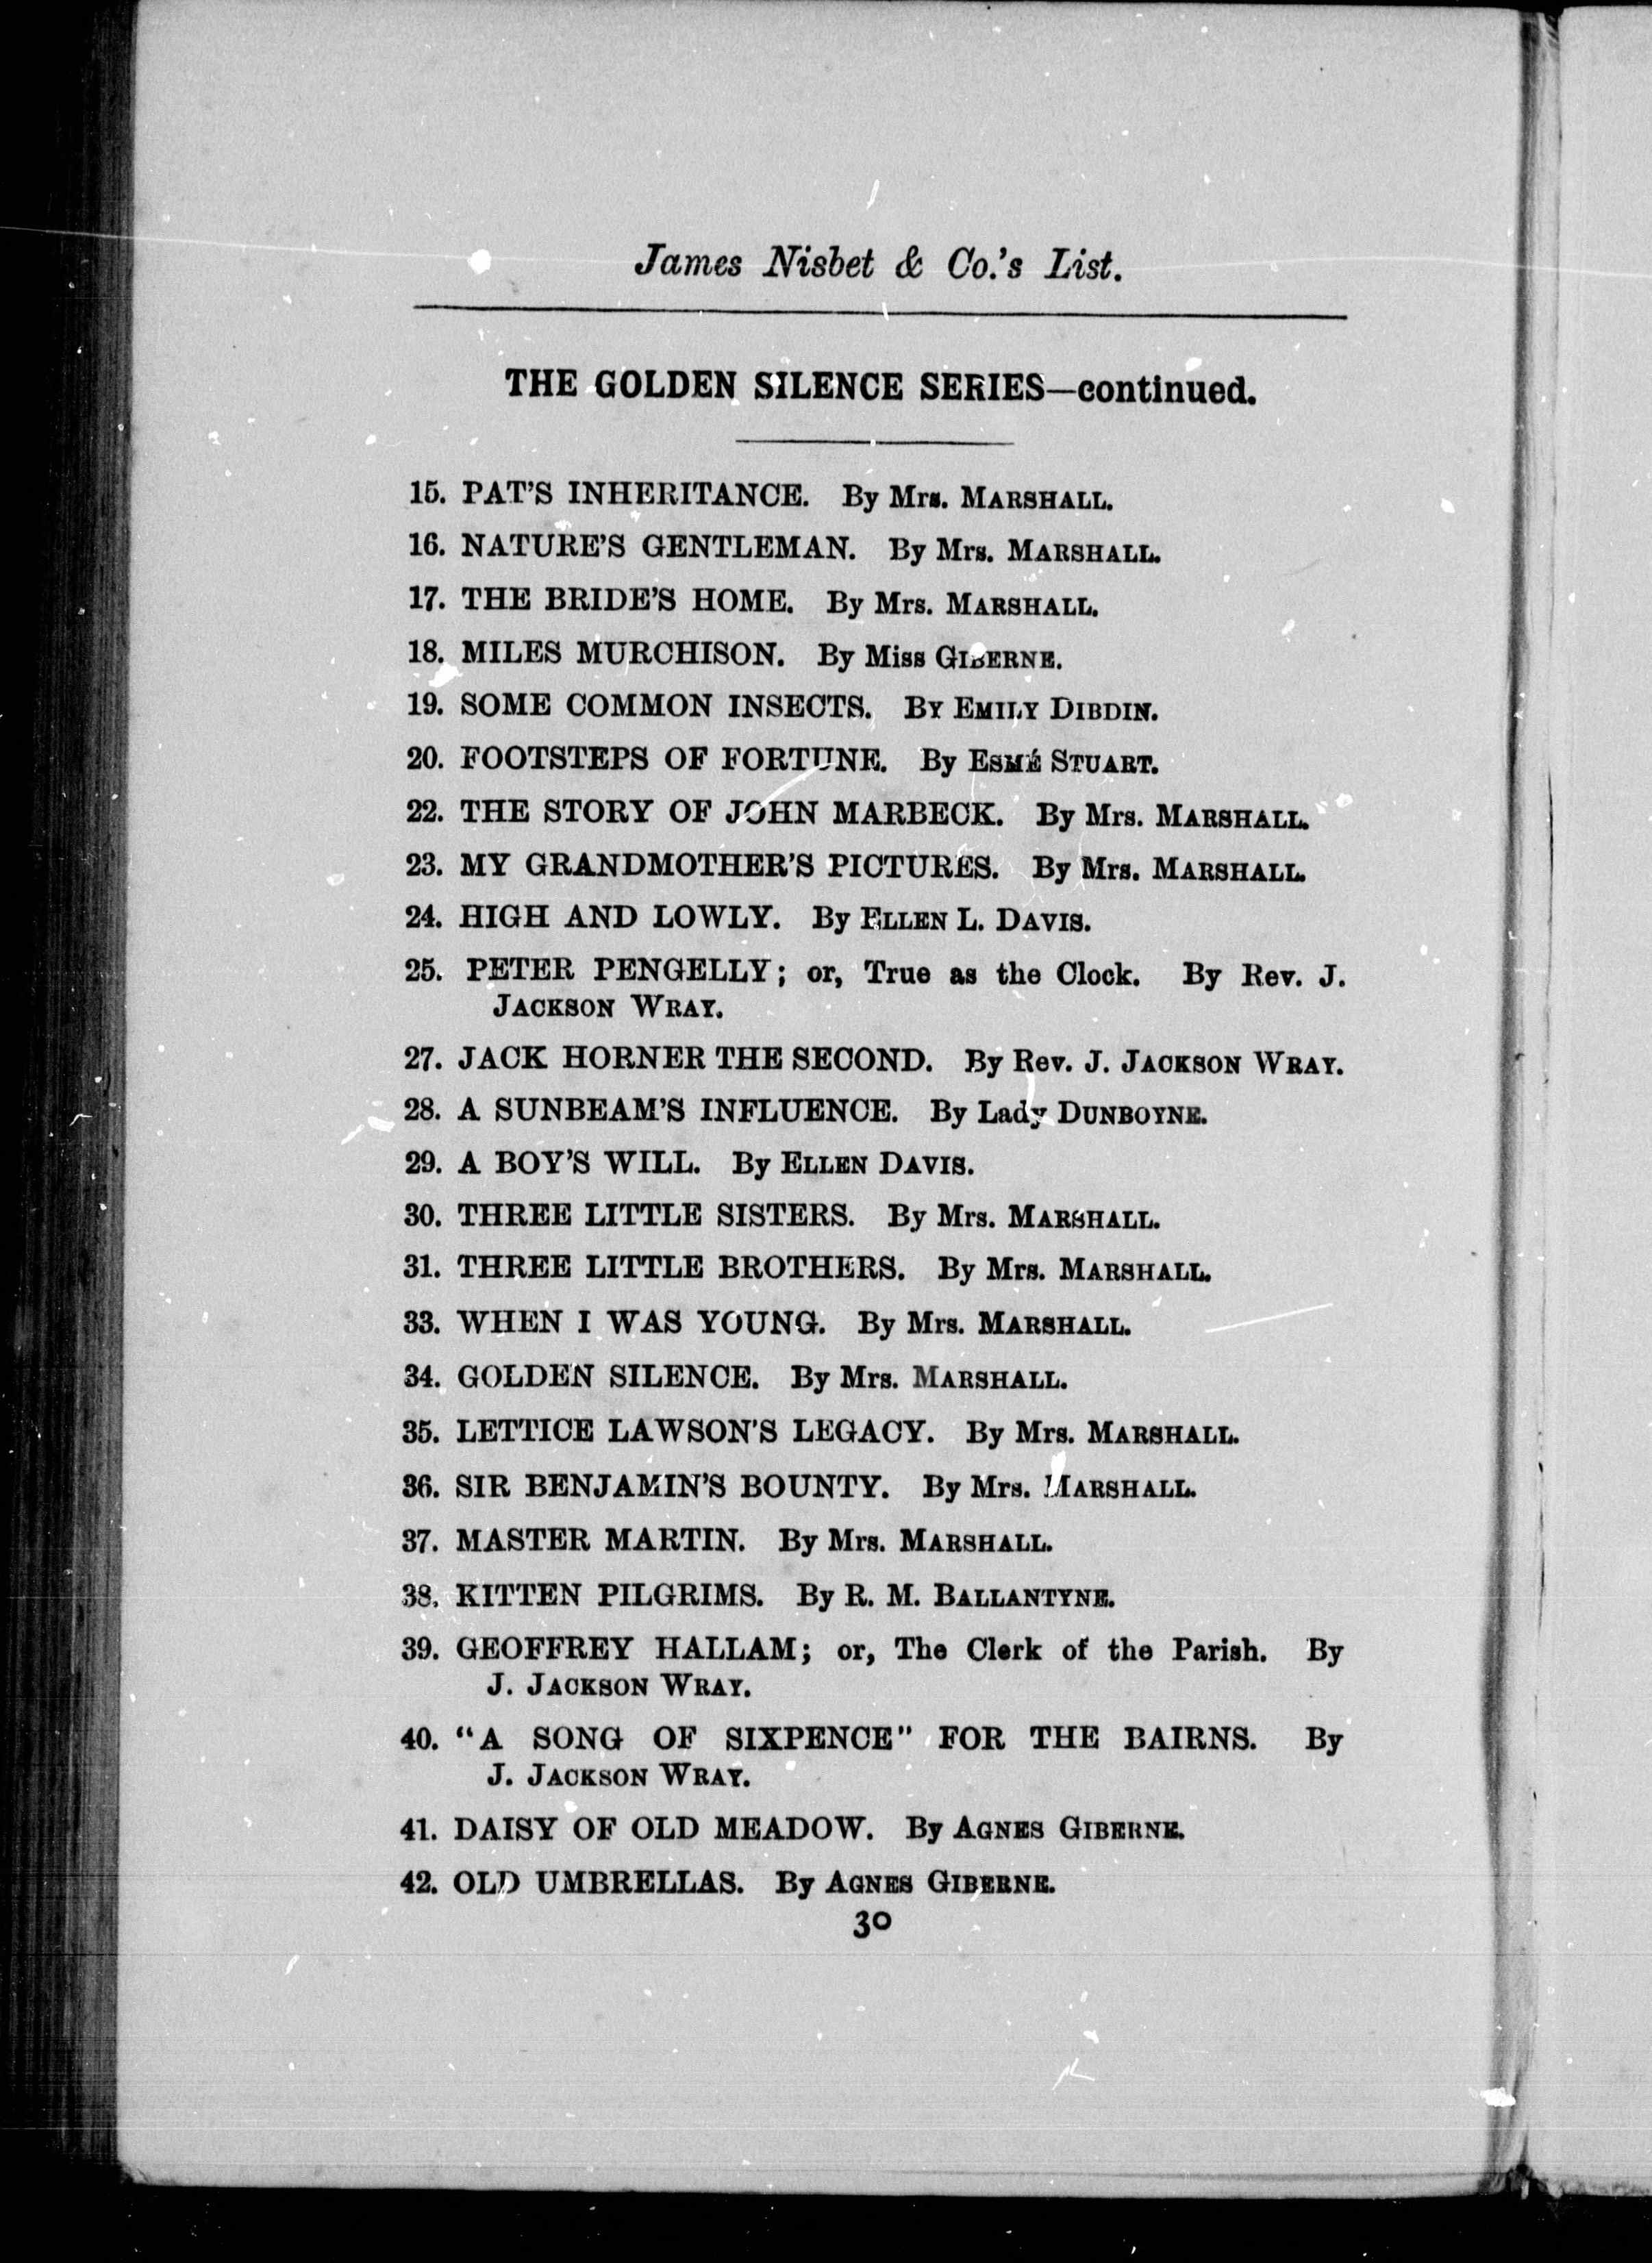 James Nisbet & Co.'s List.
THE GOLDEN SILENCE SERIES—continued.
15. PAT'S INHERITANCE. By Mrs. MARSHALL.
16. NATURE'S GENTLEMAN. By Mrs. MARSHALL.
17. THE BRIDE'S HOME. By Mrs. MARSHALL.
18. MILES MURCHISON. By Miss GIBERNE.
19. SOME COMMON INSECTS. BY EMILY DIBDIN.
20. FOOTSTEPS OF FORTUNE. By ESMÉ STUART.
22. THE STORY OF JOHN MARBECK. By Mrs. MARSHALL.
23. MY GRANDMOTHER'S PICTURES. By Mrs. MARSHALL.
24. HIGH AND LOWLY. By ELLEN L. DAVIS.
25. PETER PENGELLY; or, True as the Clock. By Rev. J.
JACKSON WRAY.
27. JACK HORNER THE SECOND. By Rev. J. JACKSON WRAY.
28. A SUNBEAM'S INFLUENCE. By Lady DUNBOYNE.
29. A BOY'S WILL. By ELLEN DAVIS.
30. THREE LITTLE SISTERS. By Mrs. MARSHALL.
31. THREE LITTLE BROTHERS. By Mrs. MARSHALL.
33. WHEN I WAS YOUNG. By Mrs. MARSHALL.
34. GOLDEN SILENCE. By Mrs. MARSHALL.
35. LETTICE LAWSON'S LEGACY. By Mrs. MARSHALL.
36. SIR BENJAMIN'S BOUNTY. By Mrs. MARSHALL.
37. MASTER MARTIN. By Mrs. MARSHALL.
38. KITTEN PILGRIMS. By R. M. BALLANTYNE.
39. GEOFFREY HALLAM; or, The Clerk of the Parish. By
J. JACKSON WRAY.
40. "A SONG OF SIXPENCE" FOR THE BAIRNS. By
J. JACKSON WRAY.
41. DAISY OF OLD MEADOW. By AGNES GIBERNE.
42. OLD UMBRELLAS. By AGNES GIBERNE.
30